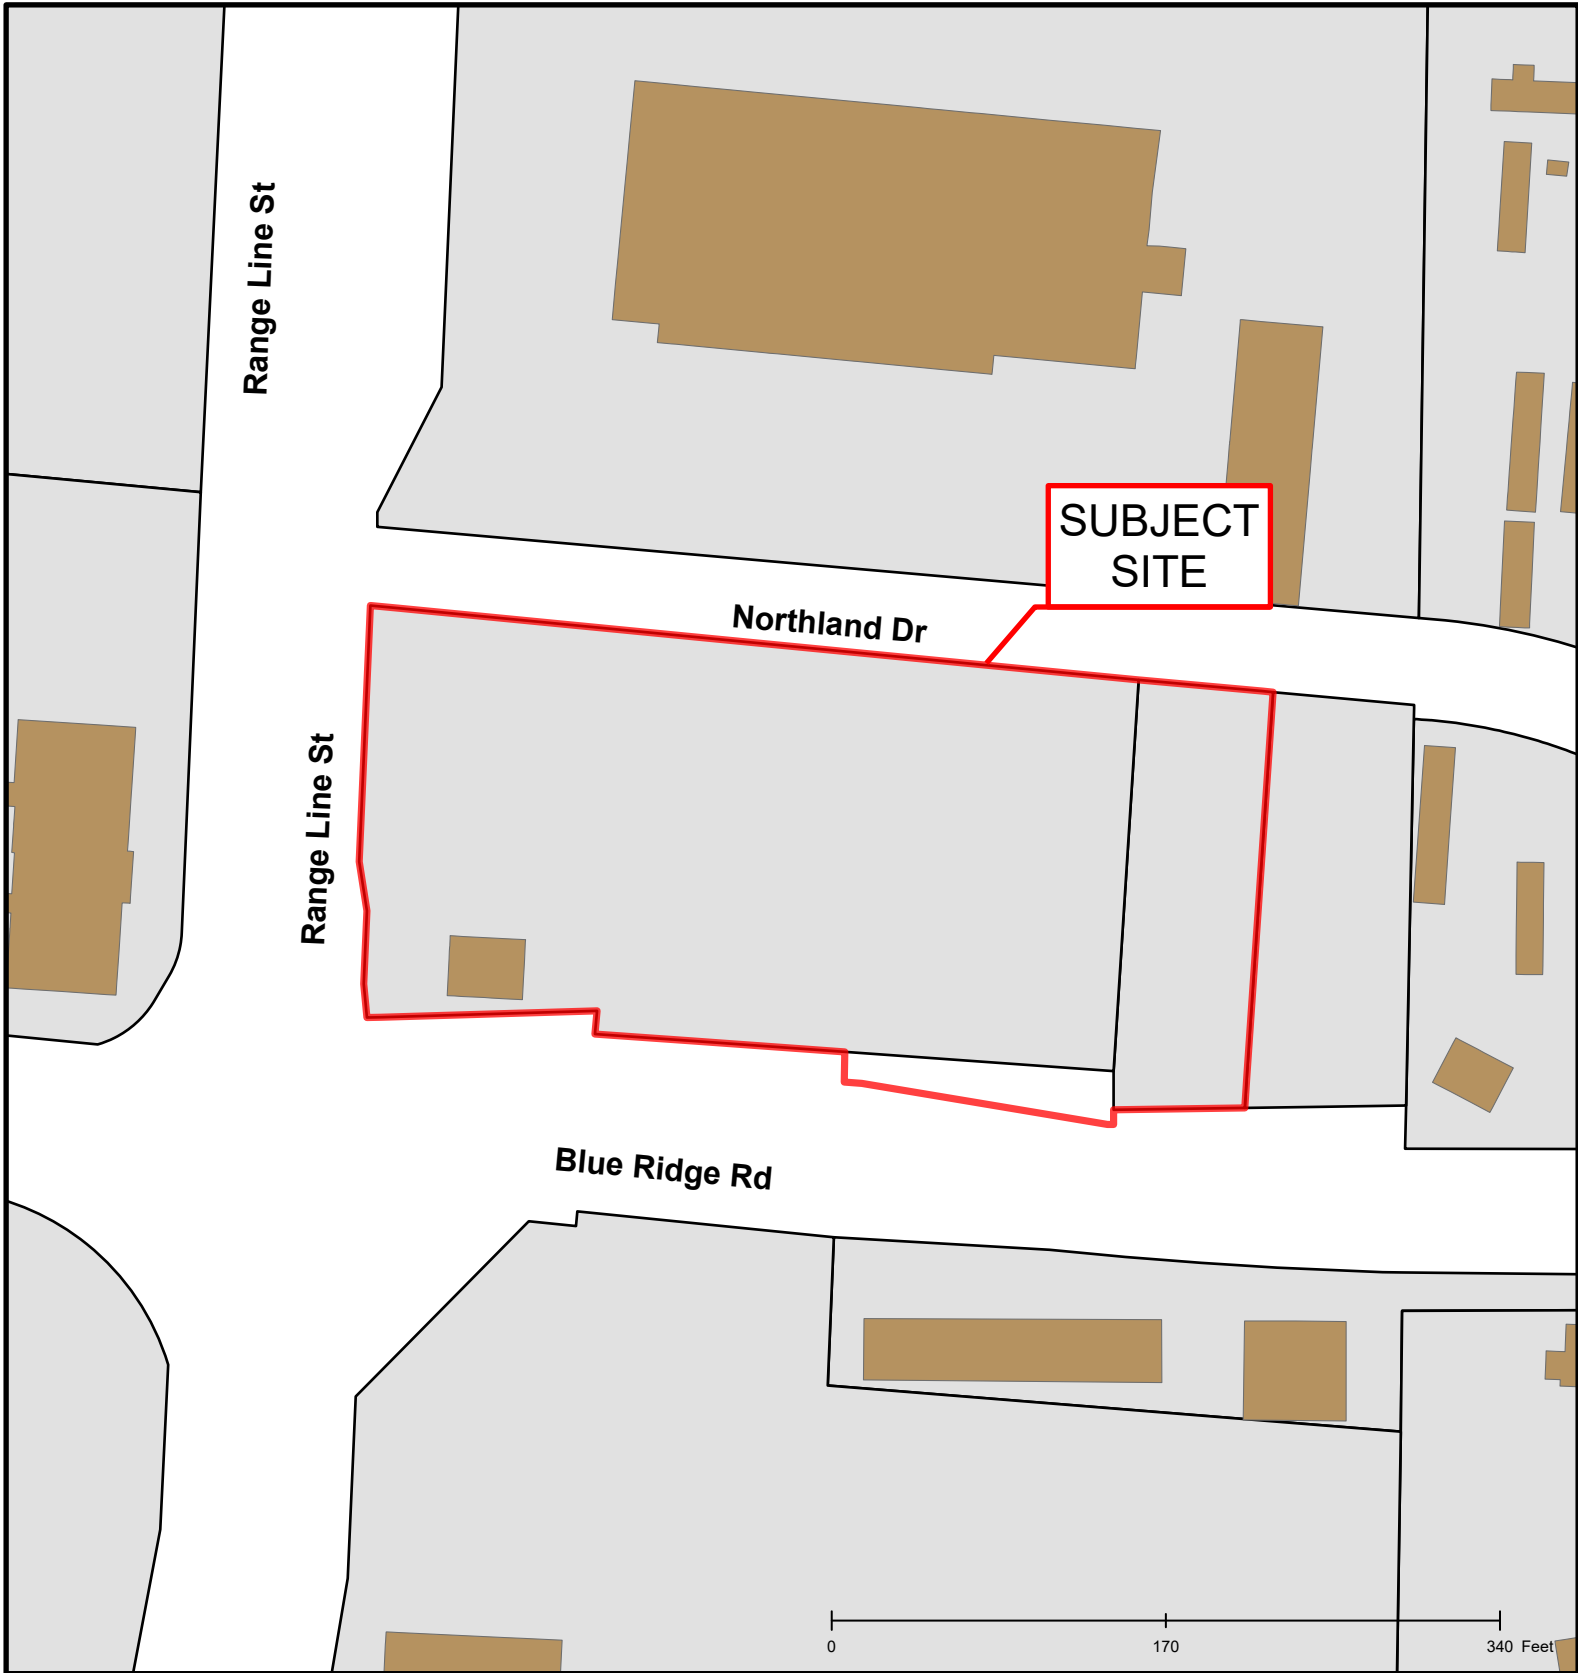 Range Line St
SUBJECT
SITE
Northland Dr
Range Line St
Blue Ridge Rd
0 170 340 Feet